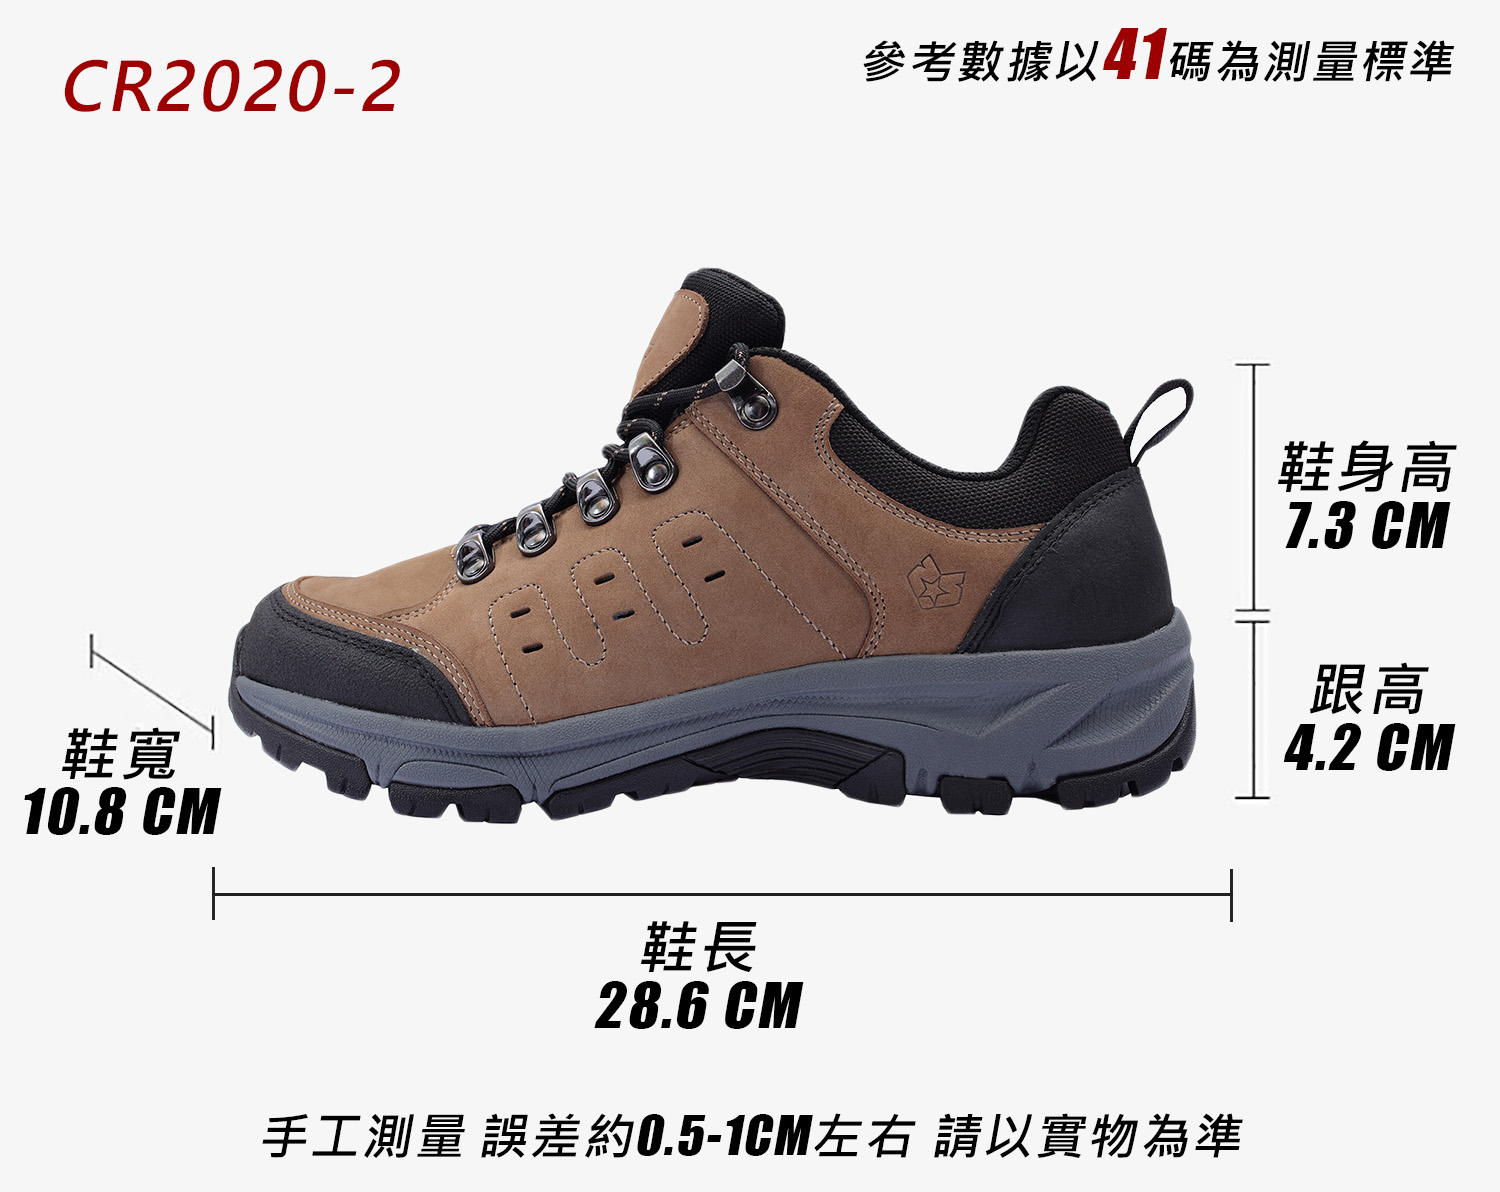 CR2020-2
參考數據以41碼為測量標準
鞋身高
7.3 CM
跟高
4.2 CM
鞋寬
10.8 CM
鞋長
28.6 CM
手工測量 誤差約0.5-1CM左右 請以實物為準